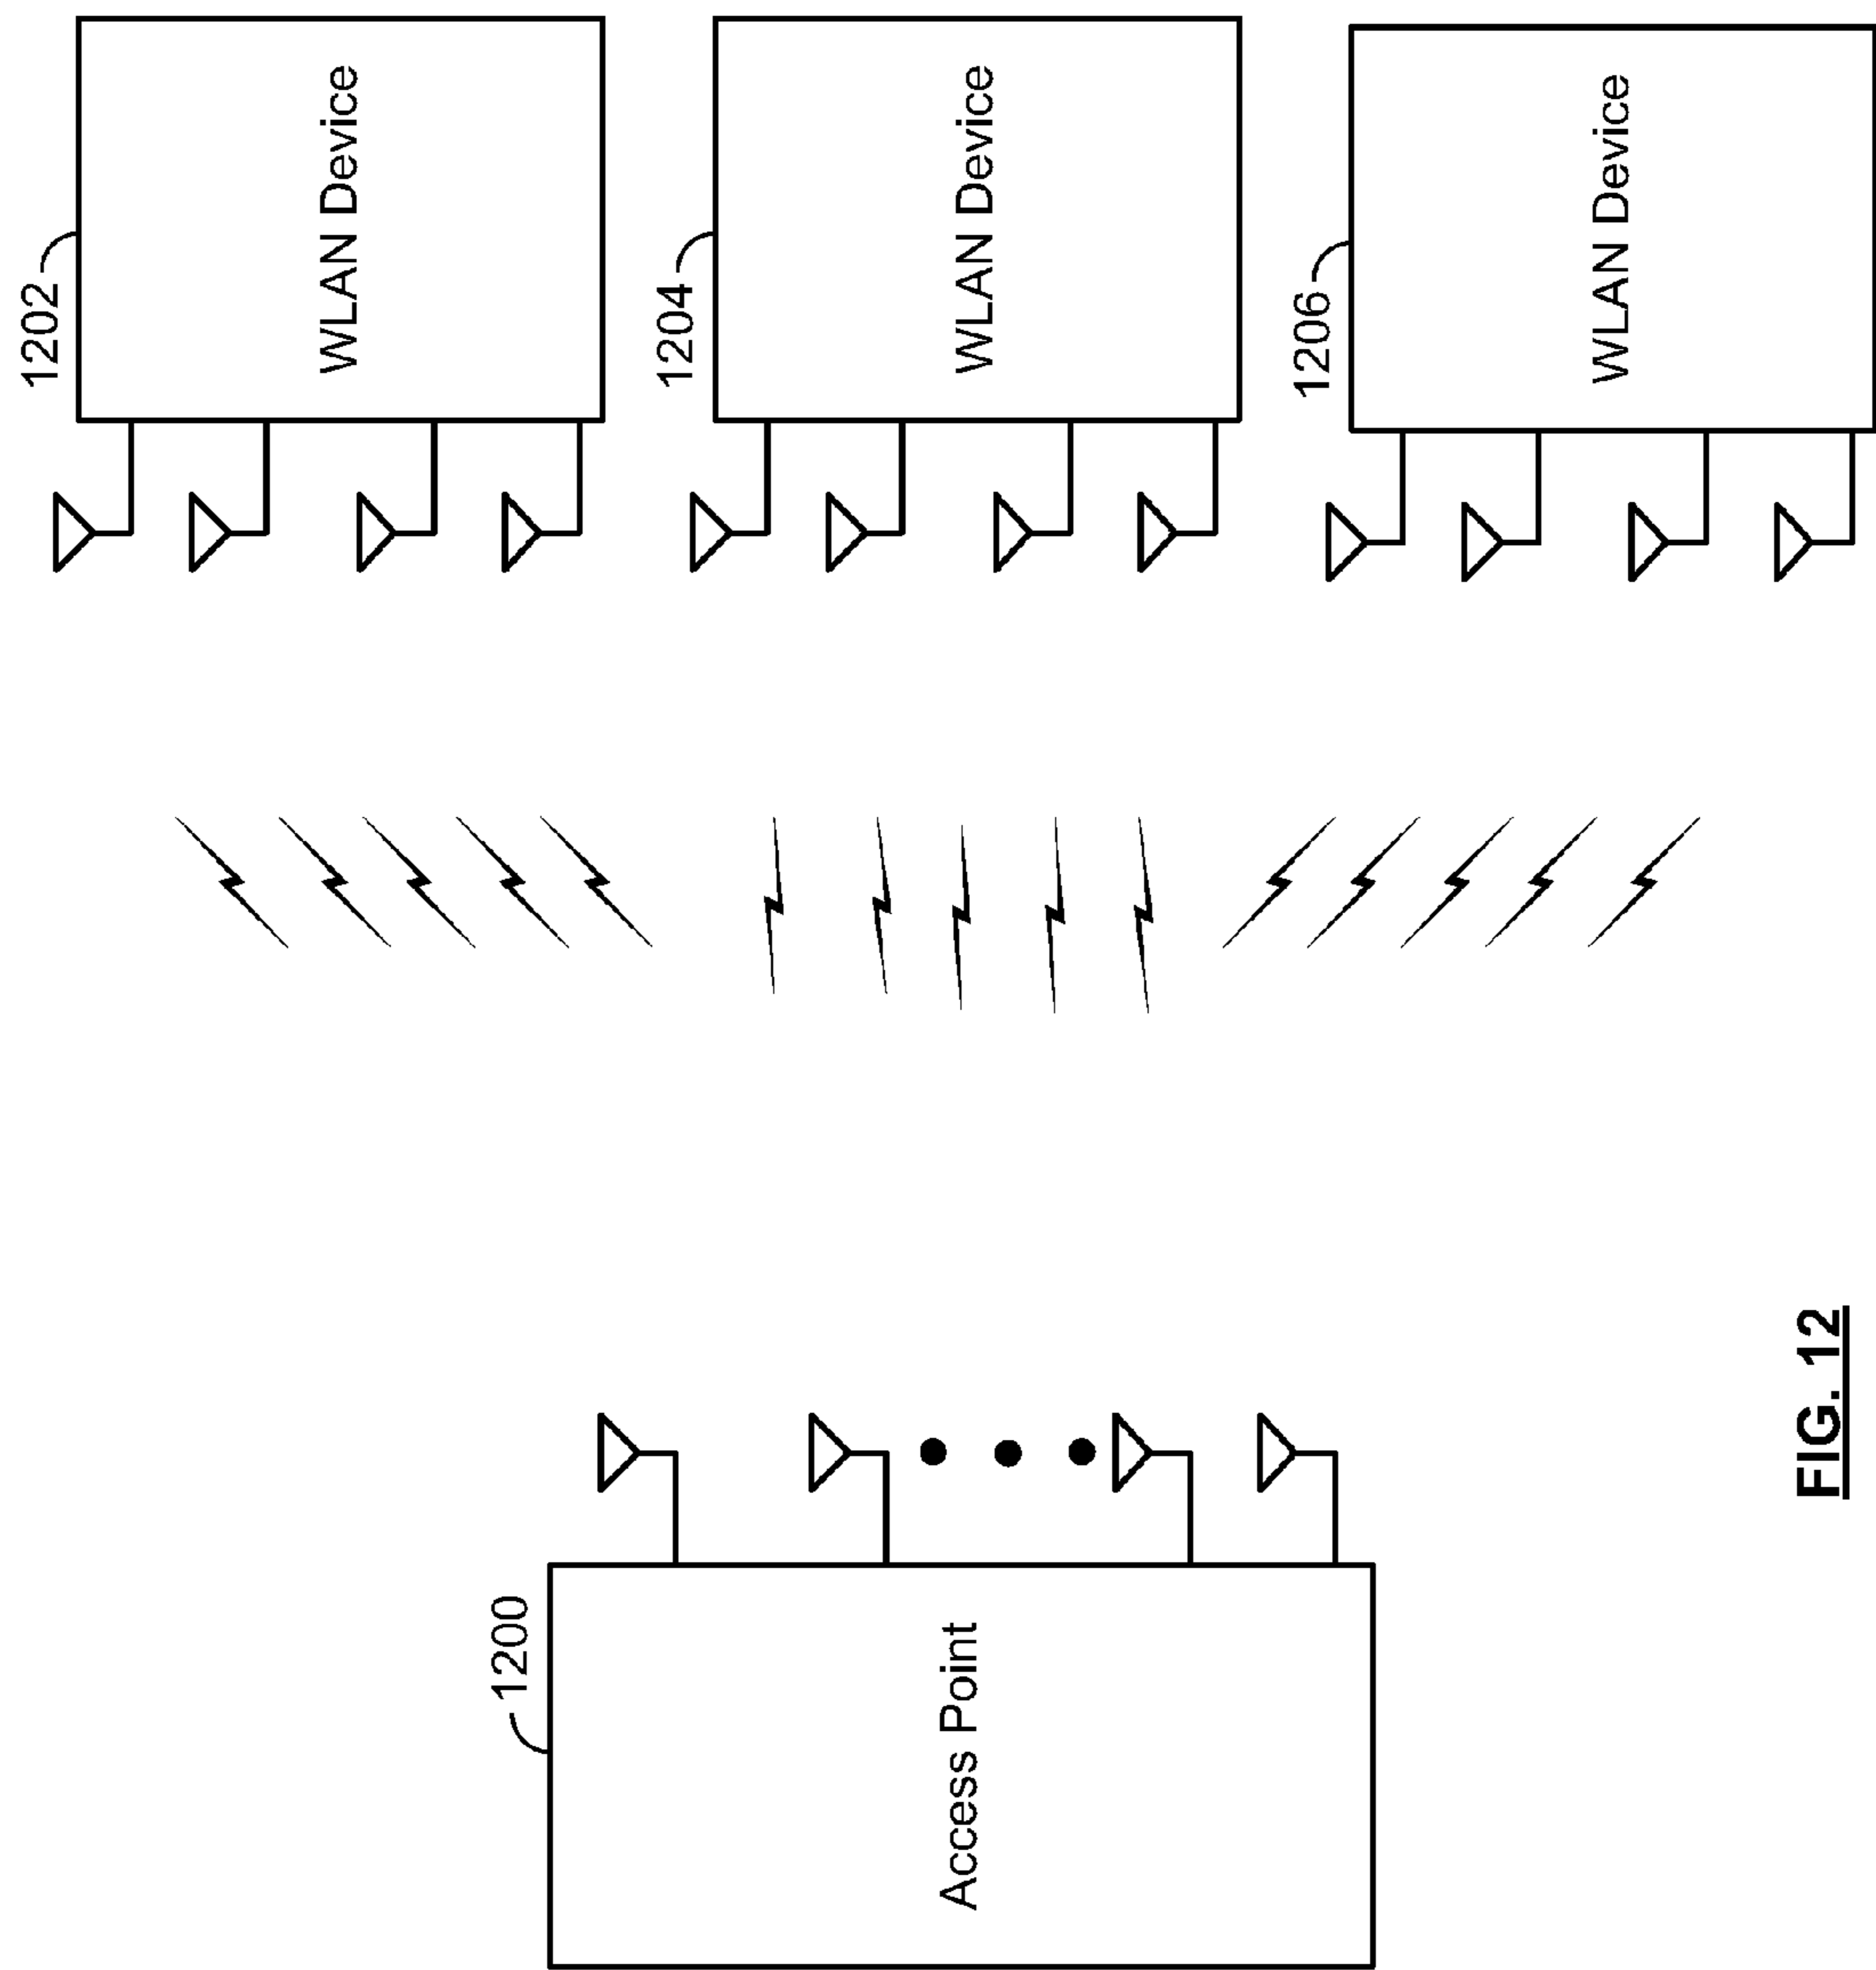 1200
Access Point
1202
WLAN Device
1204
WLAN Device
1206
WLAN Device
FIG. 12